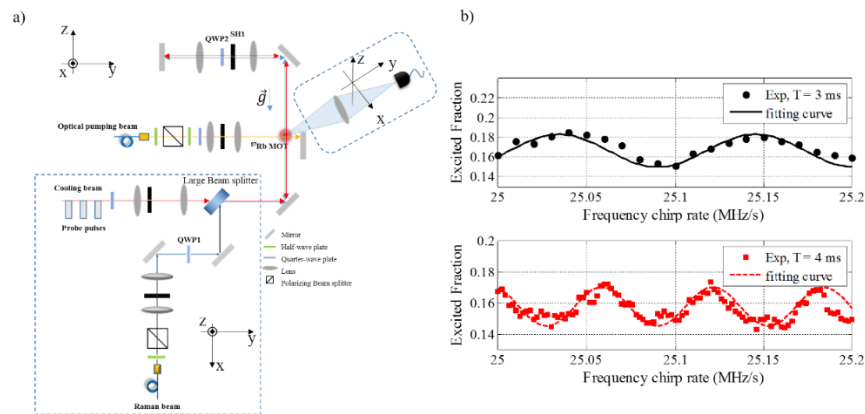 a)
Z
x
y
QWP2
SH1
g
Z
y
x
Optical pumping beam
87Rb MOT
Large Beam splitter
Cooling beam
Probe pulses
QWP1
Mirror
Half-wave plate
Quarter-wave plate
Lens
Polarizing Beam splitter
Z
y
x
Raman beam
b)
Excited Fraction
0.22
0.2
0.18
0.16
0.14
Exp, T = 3 ms
fitting curve
25
25.05
25.1
25.15
25.2
Frequency chirp rate (MHz/s)
Excited Fraction
0.2
0.18
0.16
0.14
Exp, T = 4 ms
fitting curve
25
25.05
25.1
25.15
25.2
Frequency chirp rate (MHz/s)